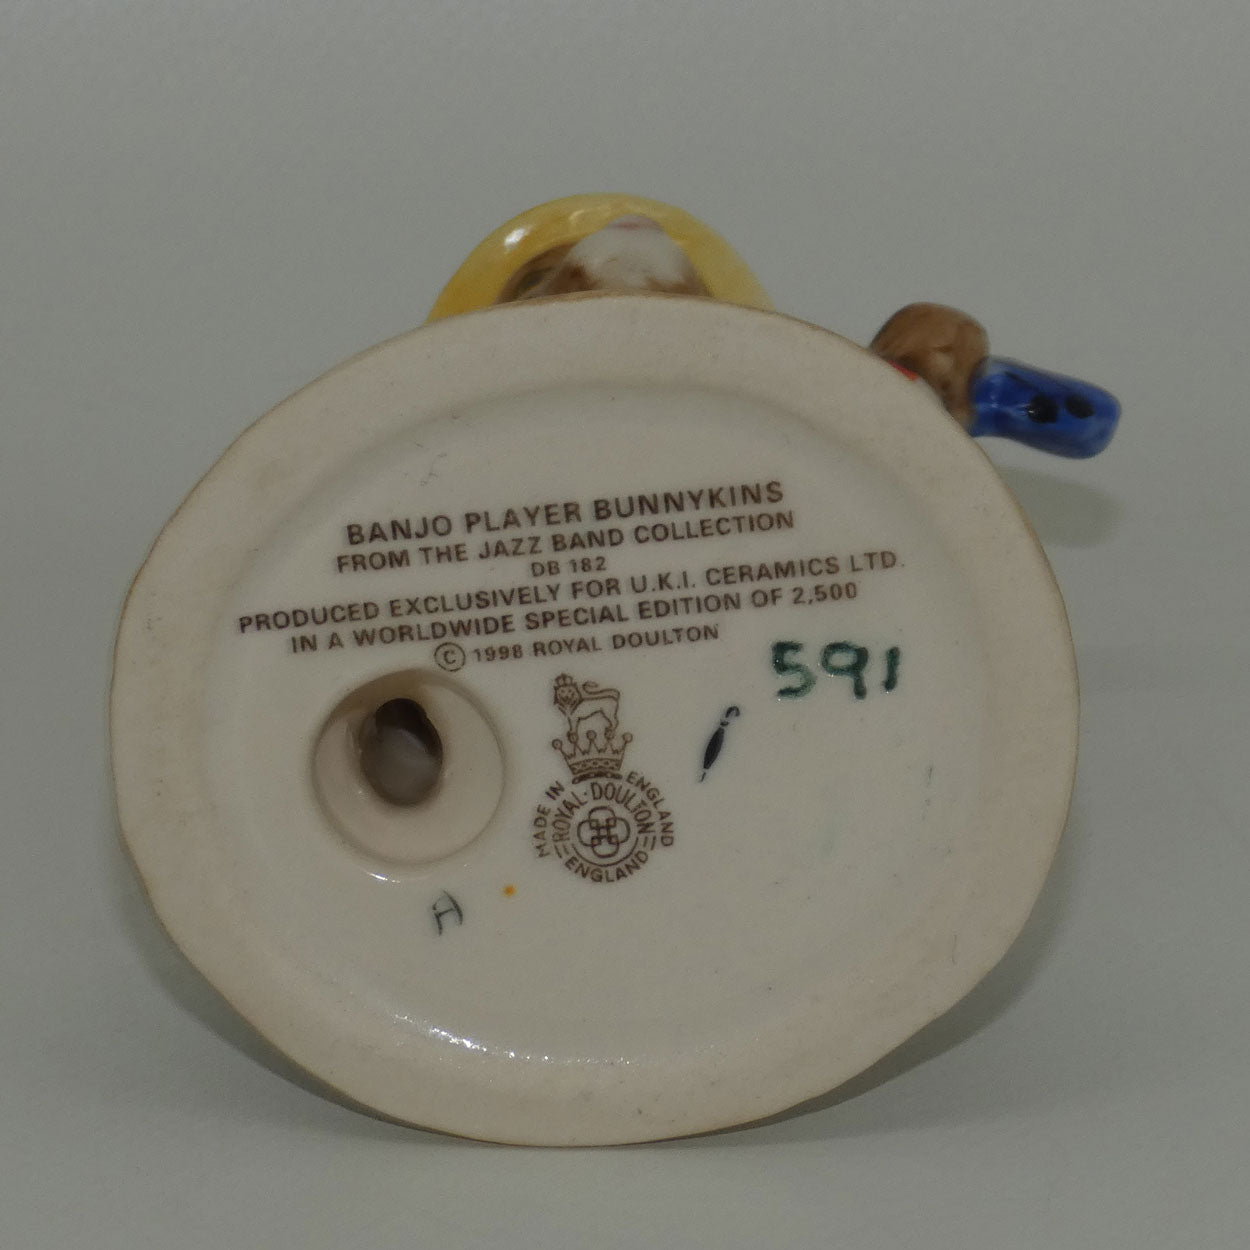 BANJO PLAYER BUNNYKINS
FROM THE JAZZ BAND COLLECTION
DB 182
PRODUCED EXCLUSIVELY FOR U.K.I. CERAMICS LTD.
IN A WORLDWIDE SPECIAL EDITION OF 2,500
© 1998 ROYAL DOULTON
591
MADE IN ENGLAND
ROYAL·DOULTON
ENGLAND
A